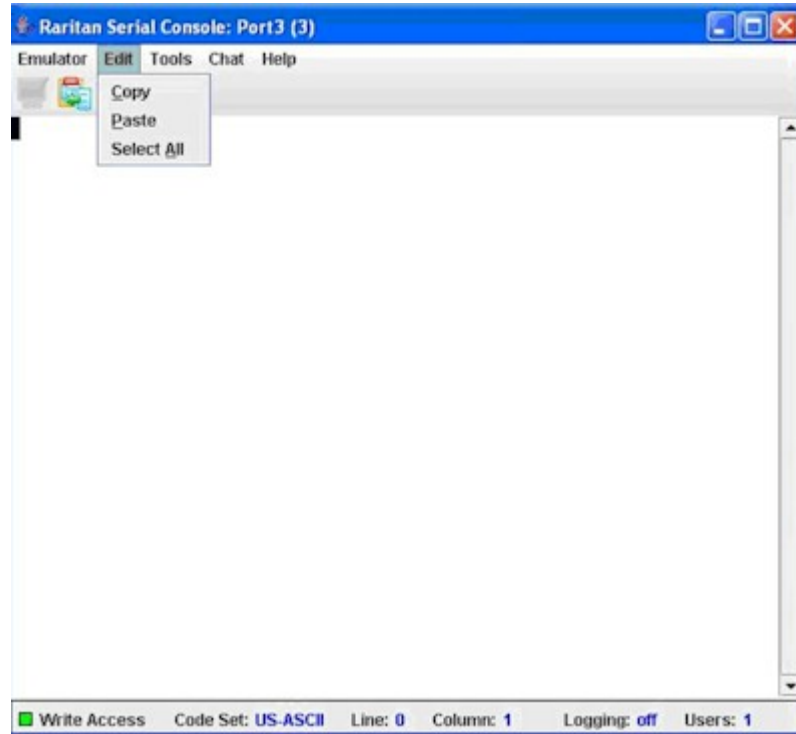 Raritan Serial Console: Port3 (3)
Emulator Edit Tools Chat Help
Copy
Paste
Select All
Write Access Code Set: US-ASCII Line: 0 Column: 1 Logging: off Users: 1